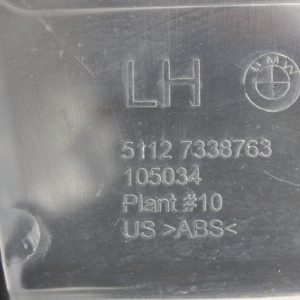 LH
BMW
5112 7338763
105034
Plant #10
US >ABS<